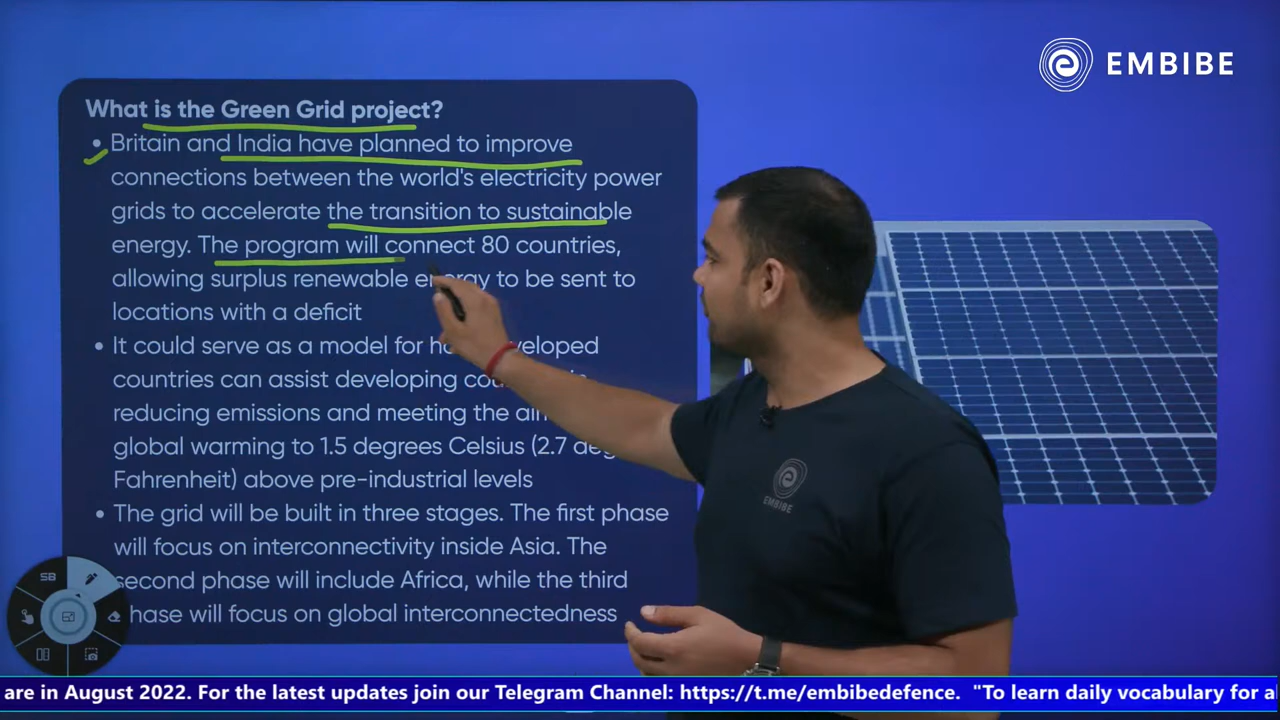 EMBIBE
What is the Green Grid project?
• Britain and India have planned to improve
connections between the world's electricity power
grids to accelerate the transition to sustainable
energy. The program will connect 80 countries,
allowing surplus renewable energy to be sent to
locations with a deficit
• It could serve as a model for
countries can assist developing
reducing emissions and meeting the
global warming to 1.5 degrees Celsius (2.7
Fahrenheit) above pre-industrial levels
• The grid will be built in three stages. The first phase
will focus on interconnectivity inside Asia. The
second phase will include Africa, while the third
phase will focus on global interconnectedness
EMBIBE
SB
are in August 2022. For the latest updates join our Telegram Channel: https://t.me/embibedefence. "To learn daily vocabulary for